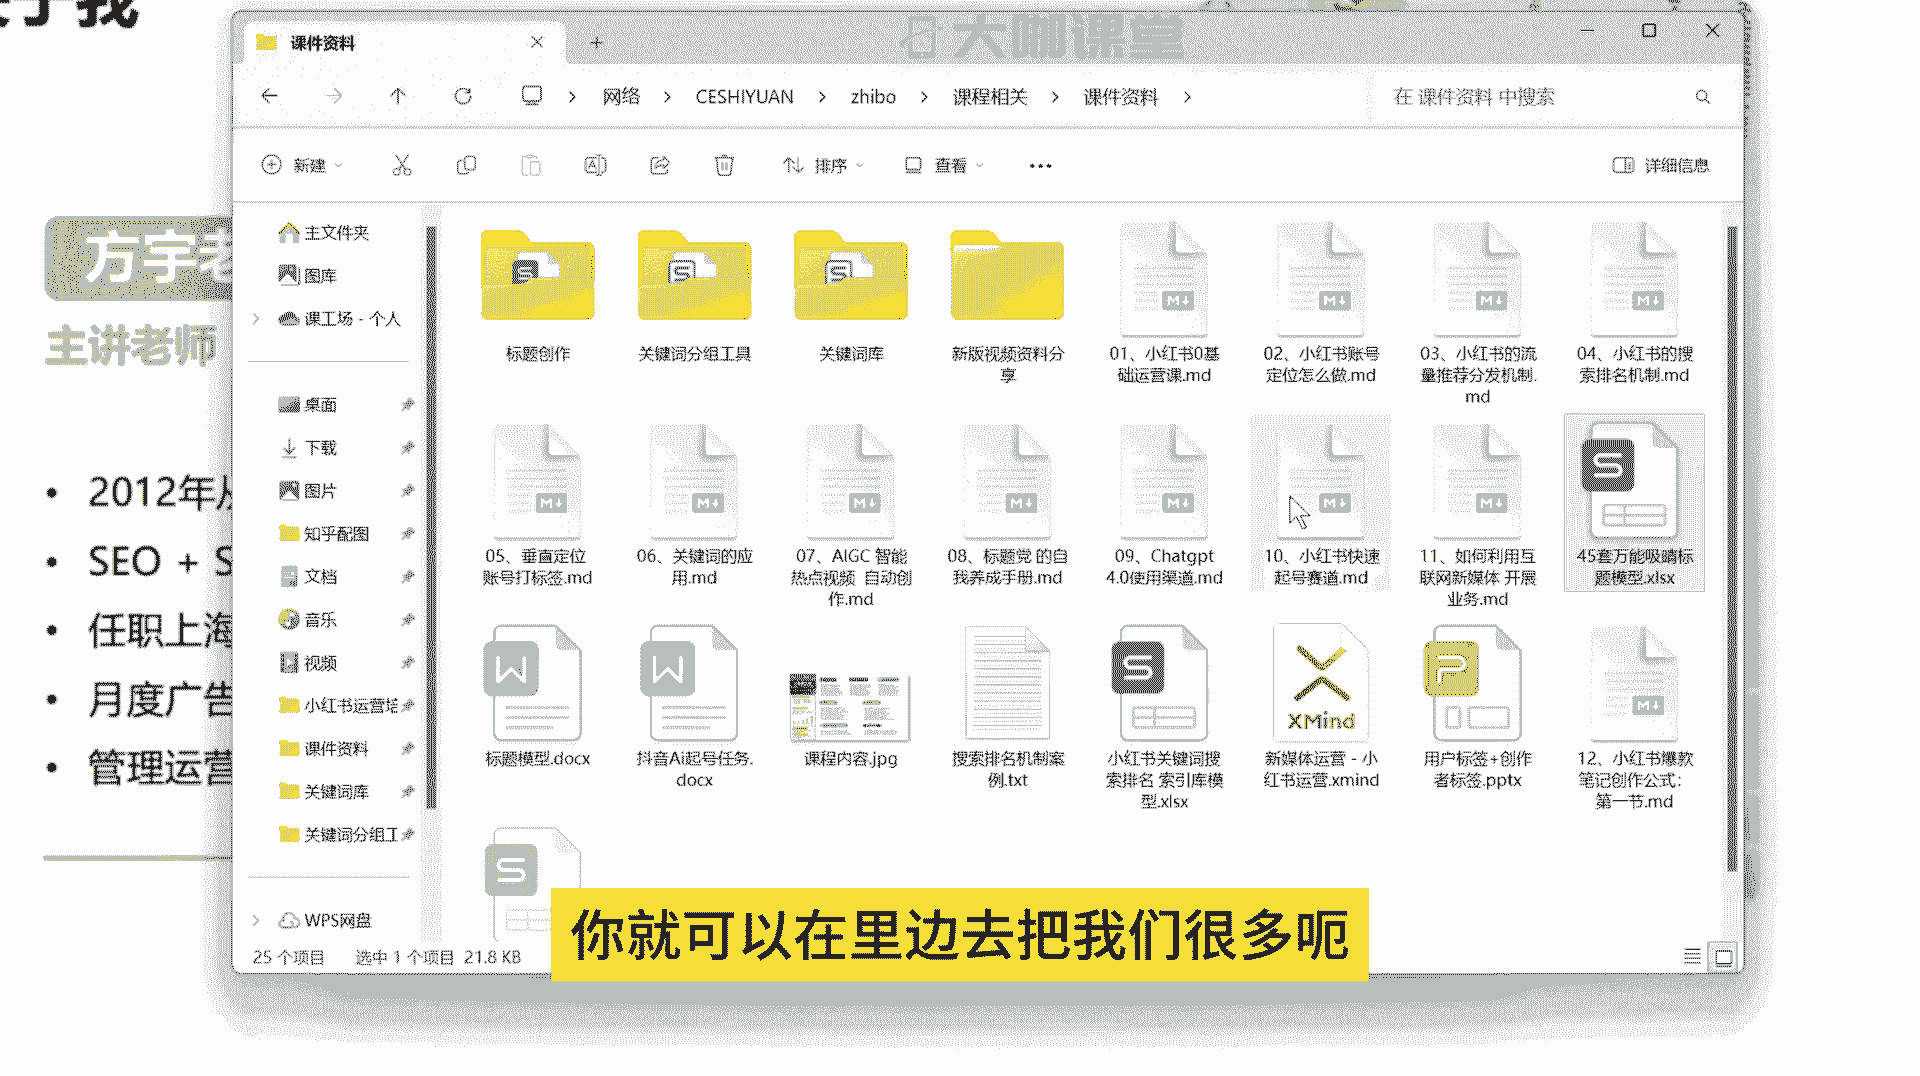 于我
大咖课堂
课件资料
网络
CESHIYUAN
zhibo
课程相关
课件资料
在 课件资料 中搜索
新建
排序
查看
详细信息
方宇老
主讲老师
2012年从
SEO + S
任职上海
月度广告
管理运营
主文件夹
图库
课工场 - 个人
桌面
下载
图片
知乎配图
文档
音乐
视频
小红书运营培
课件资料
关键词库
关键词分组工
WPS网盘
标题创作
关键词分组工具
关键词库
新版视频资料分
享
01、小红书0基
础运营课.md
02、小红书账号
定位怎么做.md
03、小红书的流
量推荐分发机制.
md
04、小红书的搜
索排名机制.md
05、垂直定位
账号打标签.md
06、关键词的应
用.md
07、AIGC 智能
热点视频 自动创
作.md
08、标题党 的自
我养成手册.md
09、Chatgpt
4.0使用渠道.md
10、小红书快速
起号赛道.md
11、如何利用互
联网新媒体 开展
业务.md
45套万能吸睛标
题模型.xlsx
标题模型.docx
抖音Ai起号任务.
docx
课程内容.jpg
搜索排名机制案
例.txt
小红书关键词搜
索排名 索引库模
型.xlsx
XMind
新媒体运营 - 小
红书运营.xmind
用户标签+创作
者标签.pptx
12、小红书爆款
笔记创作公式：
第一节.md
25 个项目
选中 1 个项目 21.8 KB
你就可以在里边去把我们很多呃